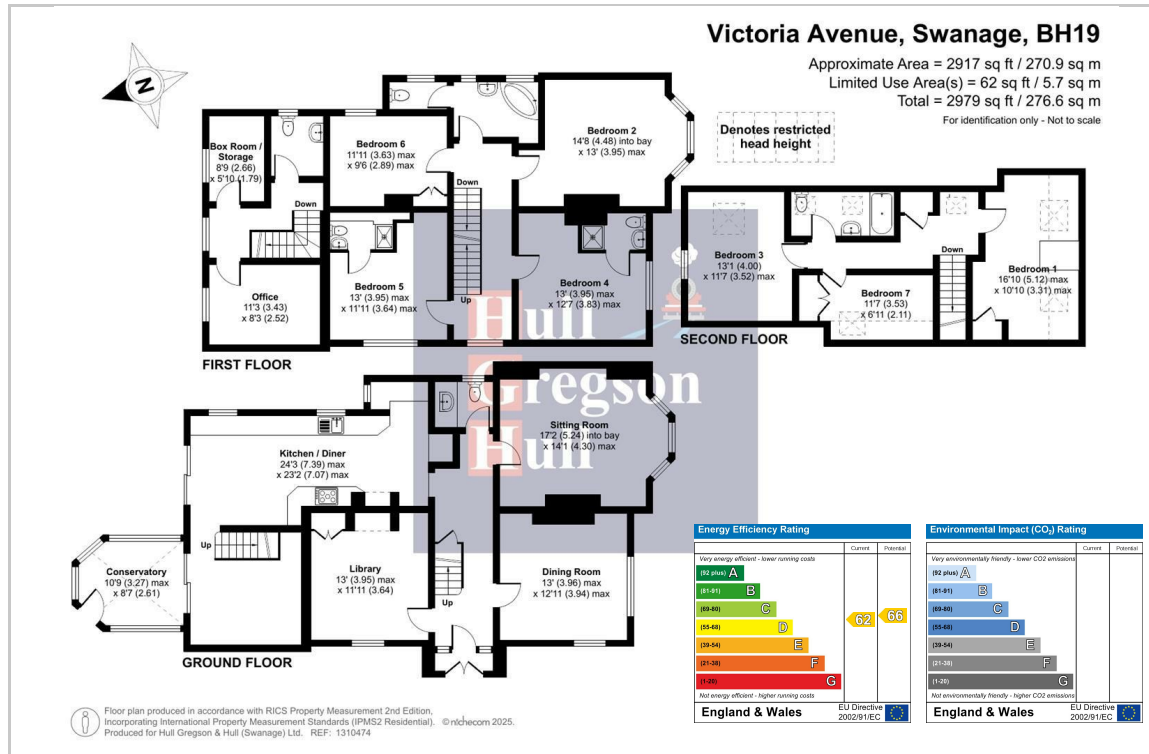 Victoria Avenue, Swanage, BH19
Approximate Area = 2917 sq ft / 270.9 sq m
Limited Use Area(s) = 62 sq ft / 5.7 sq m
Total = 2979 sq ft / 276.6 sq m
For identification only - Not to scale
Denotes restricted
head height
N
Box Room /
Storage
8'9 (2.66)
x 5'10 (1.79)
Bedroom 6
11'11 (3.63) max
x 9'6 (2.89) max
Bedroom 2
14'8 (4.48) into bay
x 13' (3.95) max
Down
Down
Office
11'3 (3.43)
x 8'3 (2.52)
Bedroom 5
13' (3.95) max
x 11'11 (3.64) max
Up
Bedroom 4
13' (3.95) max
x 12'7 (3.83) max
FIRST FLOOR
Bedroom 3
13'1 (4.00)
x 11'7 (3.52) max
Down
Bedroom 7
11'7 (3.53)
x 6'11 (2.11)
Bedroom 1
16'10 (5.12) max
x 10'10 (3.31) max
SECOND FLOOR
Hull
Gregson
Hull
Kitchen / Diner
24'3 (7.39) max
x 23'2 (7.07) max
Sitting Room
17'2 (5.24) into bay
x 14'1 (4.30) max
Up
Conservatory
10'9 (3.27) max
x 8'7 (2.61)
Library
13' (3.95) max
x 11'11 (3.64)
Up
Dining Room
13' (3.96) max
x 12'11 (3.94) max
GROUND FLOOR
Energy Efficiency Rating
Current
Potential
Very energy efficient - lower running costs
(92 plus) A
(81-91) B
(69-80) C
(55-68) D
(39-54) E
(21-38) F
(1-20) G
62
66
Not energy efficient - higher running costs
England & Wales
EU Directive
2002/91/EC
Environmental Impact (CO2) Rating
Current
Potential
Very environmentally friendly - lower CO2 emissions
(92 plus) A
(81-91) B
(69-80) C
(55-68) D
(39-54) E
(21-38) F
(1-20) G
Not environmentally friendly - higher CO2 emissions
England & Wales
EU Directive
2002/91/EC
Floor plan produced in accordance with RICS Property Measurement 2nd Edition,
Incorporating International Property Measurement Standards (IPMS2 Residential). © nichecom 2025.
Produced for Hull Gregson & Hull (Swanage) Ltd. REF: 1310474